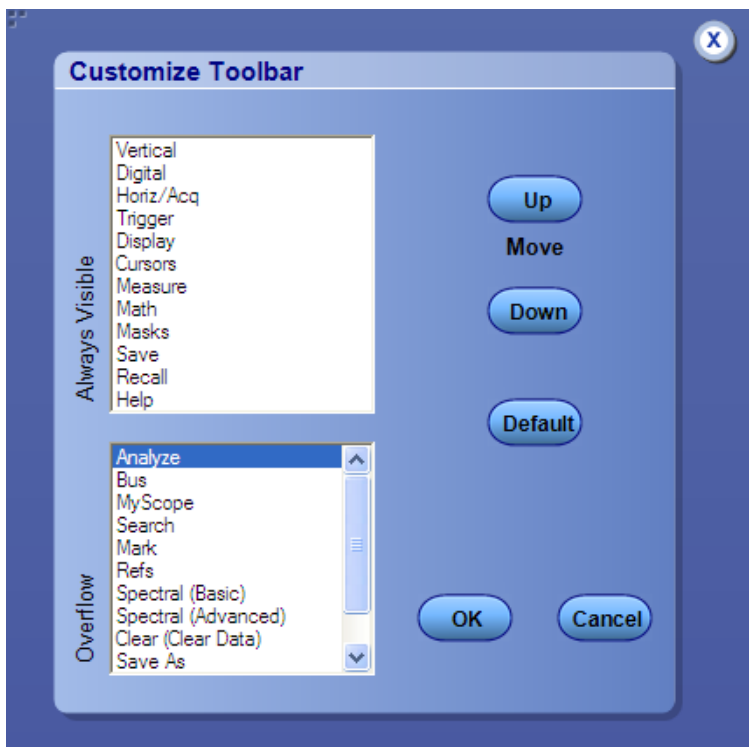 X
Customize Toolbar
Always Visible
Vertical
Digital
Horiz/Acq
Trigger
Display
Cursors
Measure
Math
Masks
Save
Recall
Help
Up
Move
Down
Default
Overflow
Analyze
Bus
MyScope
Search
Mark
Refs
Spectral (Basic)
Spectral (Advanced)
Clear (Clear Data)
Save As
OK
Cancel